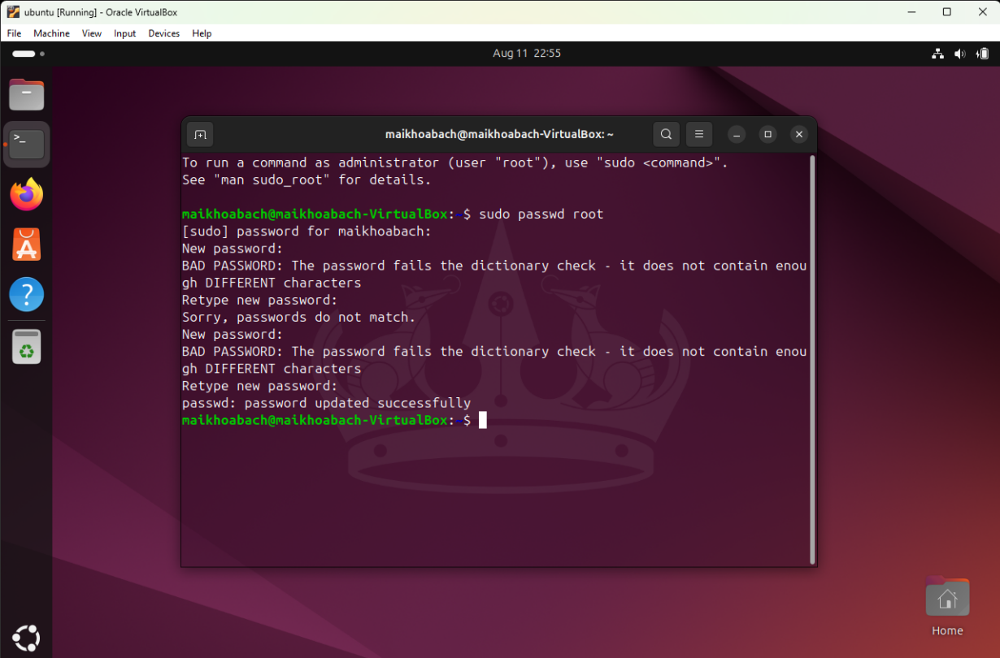 ubuntu [Running] - Oracle VirtualBox
File Machine View Input Devices Help
Aug 11 22:55
maikhoabach@maikhoabach-VirtualBox: ~
To run a command as administrator (user "root"), use "sudo <command>".
See "man sudo_root" for details.
maikhoabach@maikhoabach-VirtualBox:~$ sudo passwd root
[sudo] password for maikhoabach:
New password:
BAD PASSWORD: The password fails the dictionary check - it does not contain enou
gh DIFFERENT characters
Retype new password:
Sorry, passwords do not match.
New password:
BAD PASSWORD: The password fails the dictionary check - it does not contain enou
gh DIFFERENT characters
Retype new password:
passwd: password updated successfully
maikhoabach@maikhoabach-VirtualBox:~$
Home